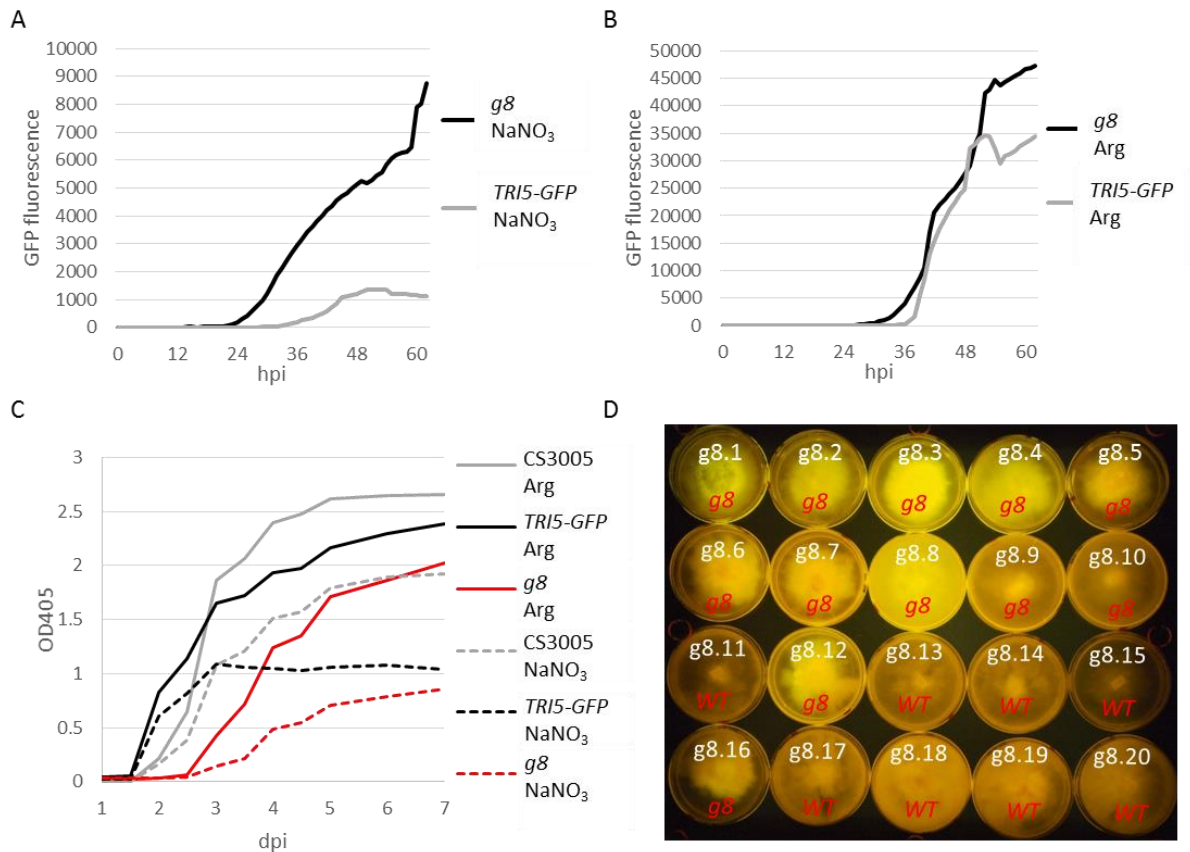 A
10000
9000
8000
7000
6000
5000
4000
3000
2000
1000
0
GFP fluorescence
0 12 24 36 48 60
hpi
g8
NaNO₃
TRI5-GFP
NaNO₃
B
50000
45000
40000
35000
30000
25000
20000
15000
10000
5000
0
GFP fluorescence
0 12 24 36 48 60
hpi
g8
Arg
TRI5-GFP
Arg
C
3
2.5
2
1.5
1
0.5
0
OD405
1 2 3 4 5 6 7
dpi
CS3005
Arg
TRI5-GFP
Arg
g8
Arg
CS3005
NaNO₃
TRI5-GFP
NaNO₃
g8
NaNO₃
D
g8.1 g8.2 g8.3 g8.4 g8.5
g8 g8 g8 g8 g8
g8.6 g8.7 g8.8 g8.9 g8.10
g8 g8 g8 g8 g8
g8.11 g8.12 g8.13 g8.14 g8.15
WT g8 WT WT WT
g8.16 g8.17 g8.18 g8.19 g8.20
g8 WT WT WT WT